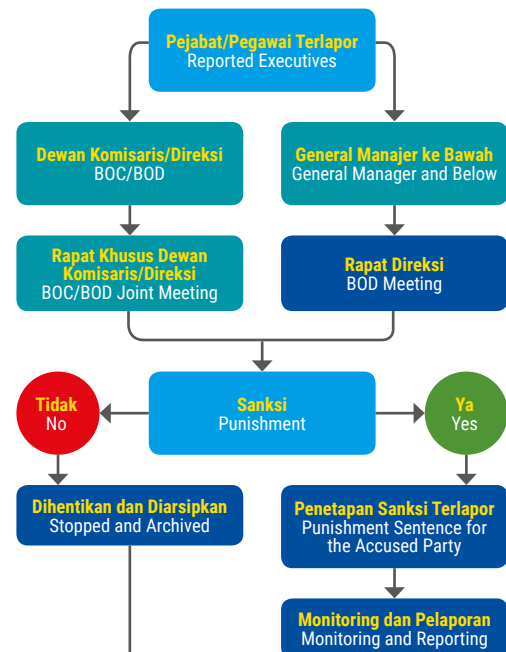 Pejabat/Pegawai Terlapor
Reported Executives
Dewan Komisaris/Direksi
BOC/BOD
General Manajer ke Bawah
General Manager and Below
Rapat Khusus Dewan
Komisaris/Direksi
BOC/BOD Joint Meeting
Rapat Direksi
BOD Meeting
Tidak
No
Sanksi
Punishment
Ya
Yes
Dihentikan dan Diarsipkan
Stopped and Archived
Penetapan Sanksi Terlapor
Punishment Sentence for
the Accused Party
Monitoring dan Pelaporan
Monitoring and Reporting